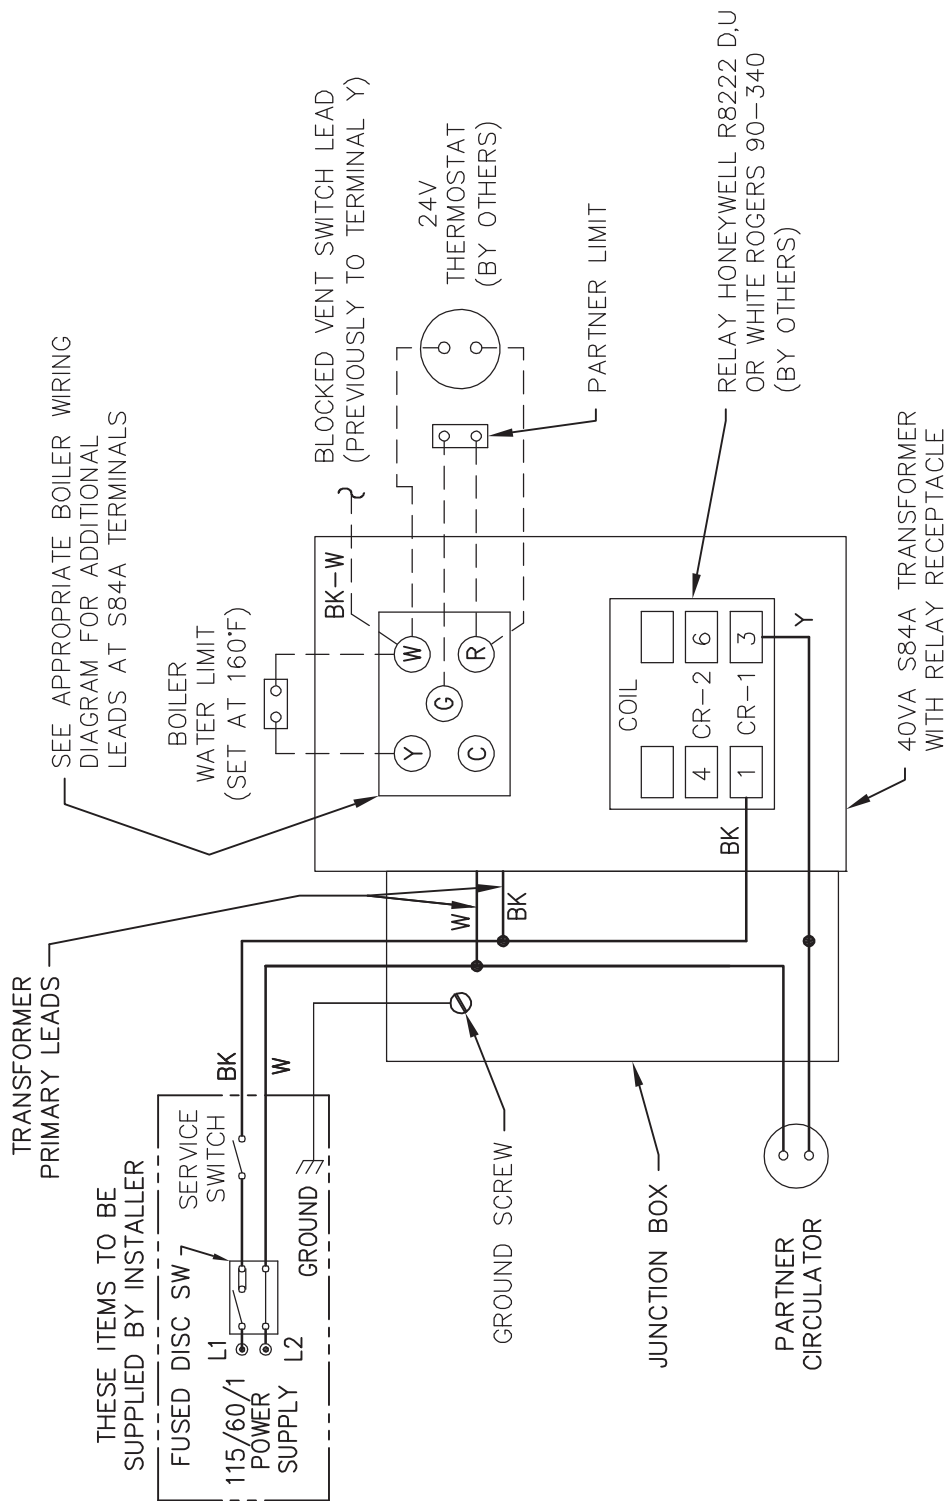 THESE ITEMS TO BE
SUPPLIED BY INSTALLER
FUSED DISC SW
SERVICE
SWITCH
L1
L2
115/60/1
POWER
SUPPLY
GROUND
TRANSFORMER
PRIMARY LEADS
BK
W
SEE APPROPRIATE BOILER WIRING
DIAGRAM FOR ADDITIONAL
LEADS AT S84A TERMINALS
BOILER
WATER LIMIT
(SET AT 160°F)
BK-W
BLOCKED VENT SWITCH LEAD
(PREVIOUSLY TO TERMINAL Y)
24V
THERMOSTAT
(BY OTHERS)
PARTNER LIMIT
Y
W
G
C
R
W
BK
GROUND SCREW
JUNCTION BOX
PARTNER
CIRCULATOR
BK
COIL
4
CR-2
6
1
CR-1
3
Y
RELAY HONEYWELL R8222 D,U
OR WHITE ROGERS 90-340
(BY OTHERS)
40VA S84A TRANSFORMER
WITH RELAY RECEPTACLE